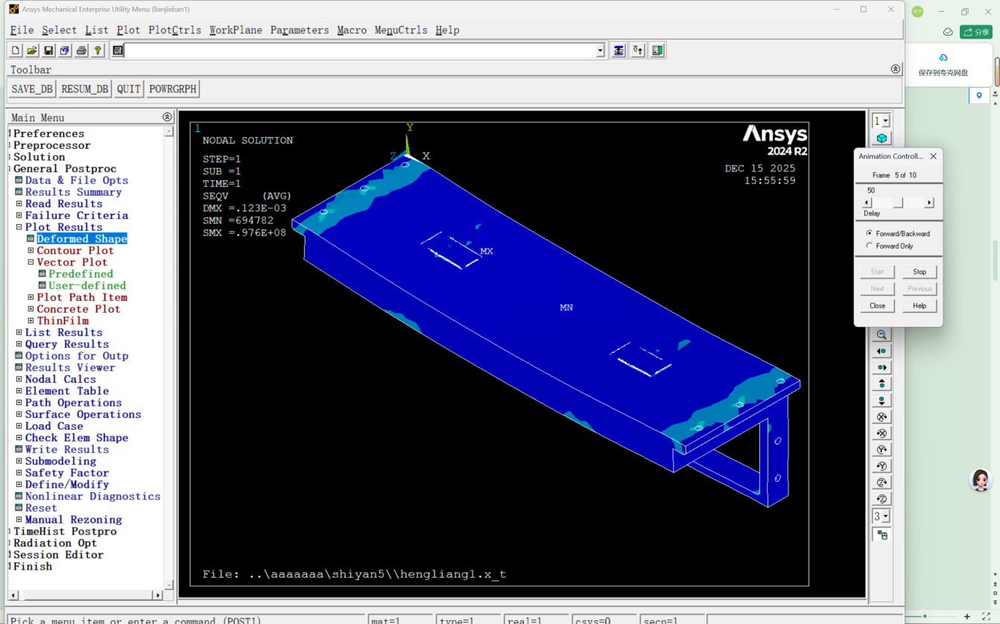 Ansys Mechanical Enterprise Utility Menu (lianjieban1)
File Select List Plot PlotCtrls WorkPlane Parameters Macro MenuCtrls Help
Toolbar
SAVE_DB RESUM_DB QUIT POWRGRPH
Main Menu
Preferences
Preprocessor
Solution
General Postproc
Data & File Opts
Results Summary
Read Results
Failure Criteria
Plot Results
Deformed Shape
Contour Plot
Vector Plot
Predefined
User-defined
Plot Path Item
Concrete Plot
ThinFilm
List Results
Query Results
Options for Outp
Results Viewer
Nodal Calcs
Element Table
Path Operations
Surface Operations
Load Case
Check Elem Shape
Write Results
Submodeling
Safety Factor
Define/Modify
Nonlinear Diagnostics
Reset
Manual Rezoning
TimeHist Postpro
Radiation Opt
Session Editor
Finish
1
NODAL SOLUTION
STEP=1
SUB =1
TIME=1
SEQV (AVG)
DMX =.123E-03
SMN =694782
SMX =.976E+08
Y
Z X
MX
MN
Ansys
2024 R2
DEC 15 2025
15:55:59
File: ..\aaaaaaa\shiyan5\\hengliang1.x_t
1
3
Animation Controll...
Frame 5 of 10
50
Delay
Forward/Backward
Forward Only
Start Stop
Next Previous
Close Help
分享
保存到夸克网盘
Pick a menu item or enter a command (POST1)
mat=1 type=1 real=1 csys=0 secn=1